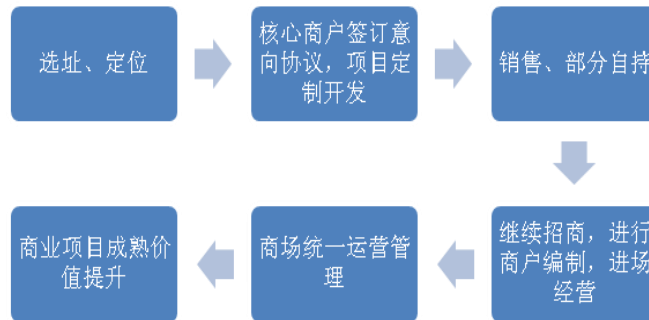 选址、定位
核心商户签订意
向协议，项目定
制开发
销售、部分自持
继续招商，进行
商户编制，进场
经营
商场统一运营管
理
商业项目成熟价
值提升